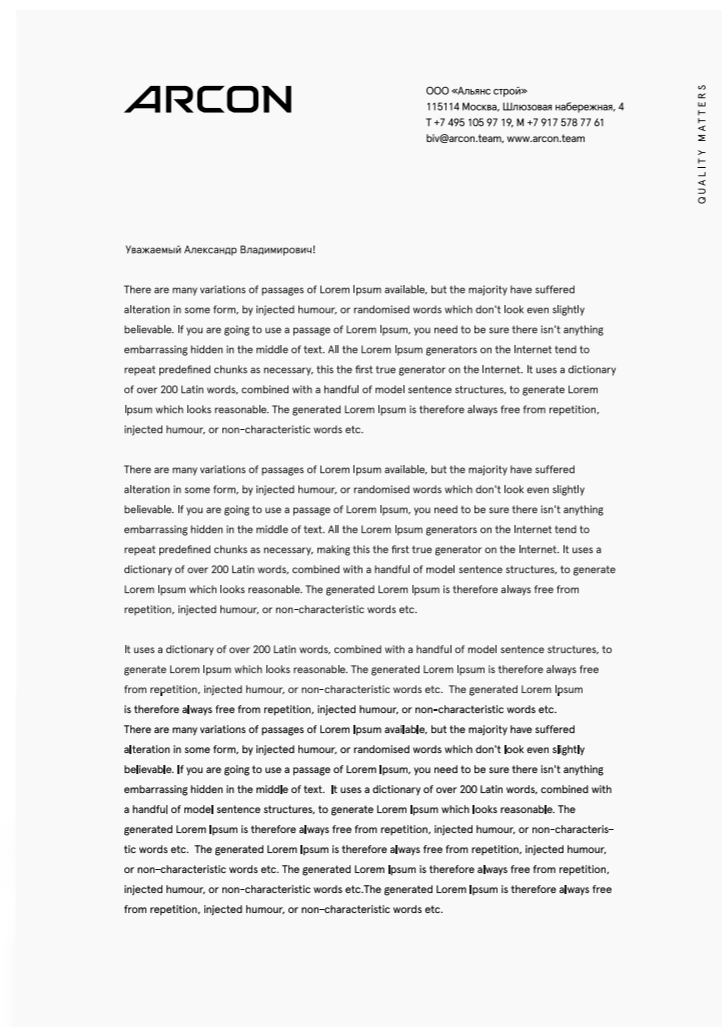 ARCON
ООО «Альянс строй»
115114 Москва, Шлюзовая набережная, 4
T +7 495 105 97 19, M +7 917 578 77 61
biv@arcon.team, www.arcon.team
QUALITY MATTERS
Уважаемый Александр Владимирович!
There are many variations of passages of Lorem Ipsum available, but the majority have suffered
alteration in some form, by injected humour, or randomised words which don't look even slightly
believable. If you are going to use a passage of Lorem Ipsum, you need to be sure there isn't anything
embarrassing hidden in the middle of text. All the Lorem Ipsum generators on the Internet tend to
repeat predefined chunks as necessary, this the first true generator on the Internet. It uses a dictionary
of over 200 Latin words, combined with a handful of model sentence structures, to generate Lorem
Ipsum which looks reasonable. The generated Lorem Ipsum is therefore always free from repetition,
injected humour, or non-characteristic words etc.
There are many variations of passages of Lorem Ipsum available, but the majority have suffered
alteration in some form, by injected humour, or randomised words which don't look even slightly
believable. If you are going to use a passage of Lorem Ipsum, you need to be sure there isn't anything
embarrassing hidden in the middle of text. All the Lorem Ipsum generators on the Internet tend to
repeat predefined chunks as necessary, making this the first true generator on the Internet. It uses a
dictionary of over 200 Latin words, combined with a handful of model sentence structures, to generate
Lorem Ipsum which looks reasonable. The generated Lorem Ipsum is therefore always free from
repetition, injected humour, or non-characteristic words etc.
It uses a dictionary of over 200 Latin words, combined with a handful of model sentence structures, to
generate Lorem Ipsum which looks reasonable. The generated Lorem Ipsum is therefore always free
from repetition, injected humour, or non-characteristic words etc.  The generated Lorem Ipsum
is therefore always free from repetition, injected humour, or non-characteristic words etc.
There are many variations of passages of Lorem Ipsum available, but the majority have suffered
alteration in some form, by injected humour, or randomised words which don't look even slightly
believable. If you are going to use a passage of Lorem Ipsum, you need to be sure there isn't anything
embarrassing hidden in the middle of text.  It uses a dictionary of over 200 Latin words, combined with
a handful of model sentence structures, to generate Lorem Ipsum which looks reasonable. The
generated Lorem Ipsum is therefore always free from repetition, injected humour, or non-characteris-
tic words etc.  The generated Lorem Ipsum is therefore always free from repetition, injected humour,
or non-characteristic words etc. The generated Lorem Ipsum is therefore always free from repetition,
injected humour, or non-characteristic words etc.The generated Lorem Ipsum is therefore always free
from repetition, injected humour, or non-characteristic words etc.